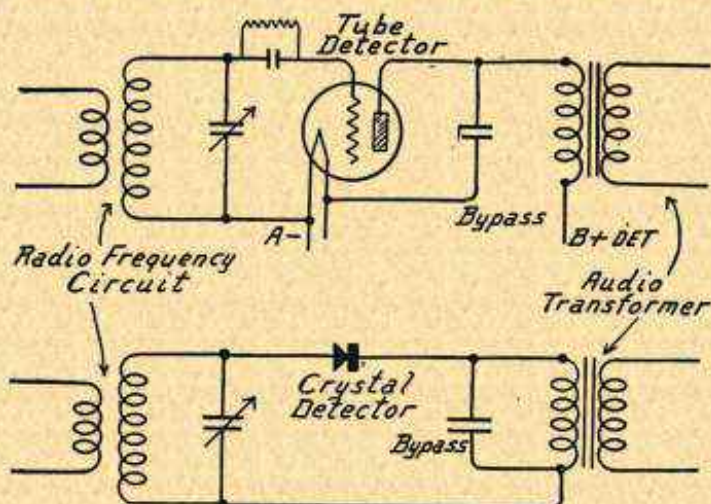 Tube
Detector
A-
Bypass
B+ DET
Radio Frequency
Circuit
Audio
Transformer
Crystal
Detector
Bypass